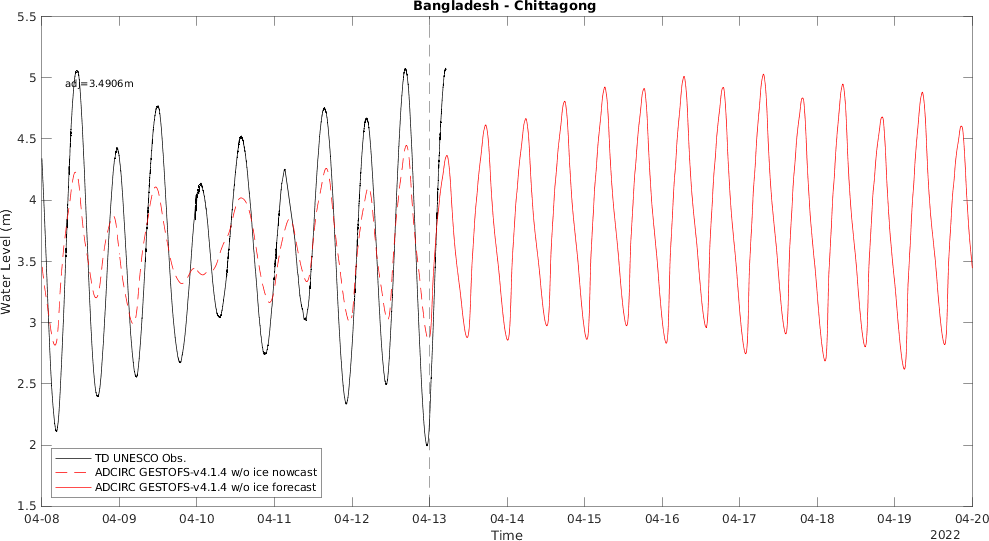 Bangladesh - Chittagong
5.5
5
4.5
4
3.5
3
2.5
2
1.5
Water Level (m)
adj=3.4906m
TD UNESCO Obs.
ADCIRC GESTOFS-v4.1.4 w/o ice nowcast
ADCIRC GESTOFS-v4.1.4 w/o ice forecast
04-08 04-09 04-10 04-11 04-12 04-13 04-14 04-15 04-16 04-17 04-18 04-19 04-20
Time
2022